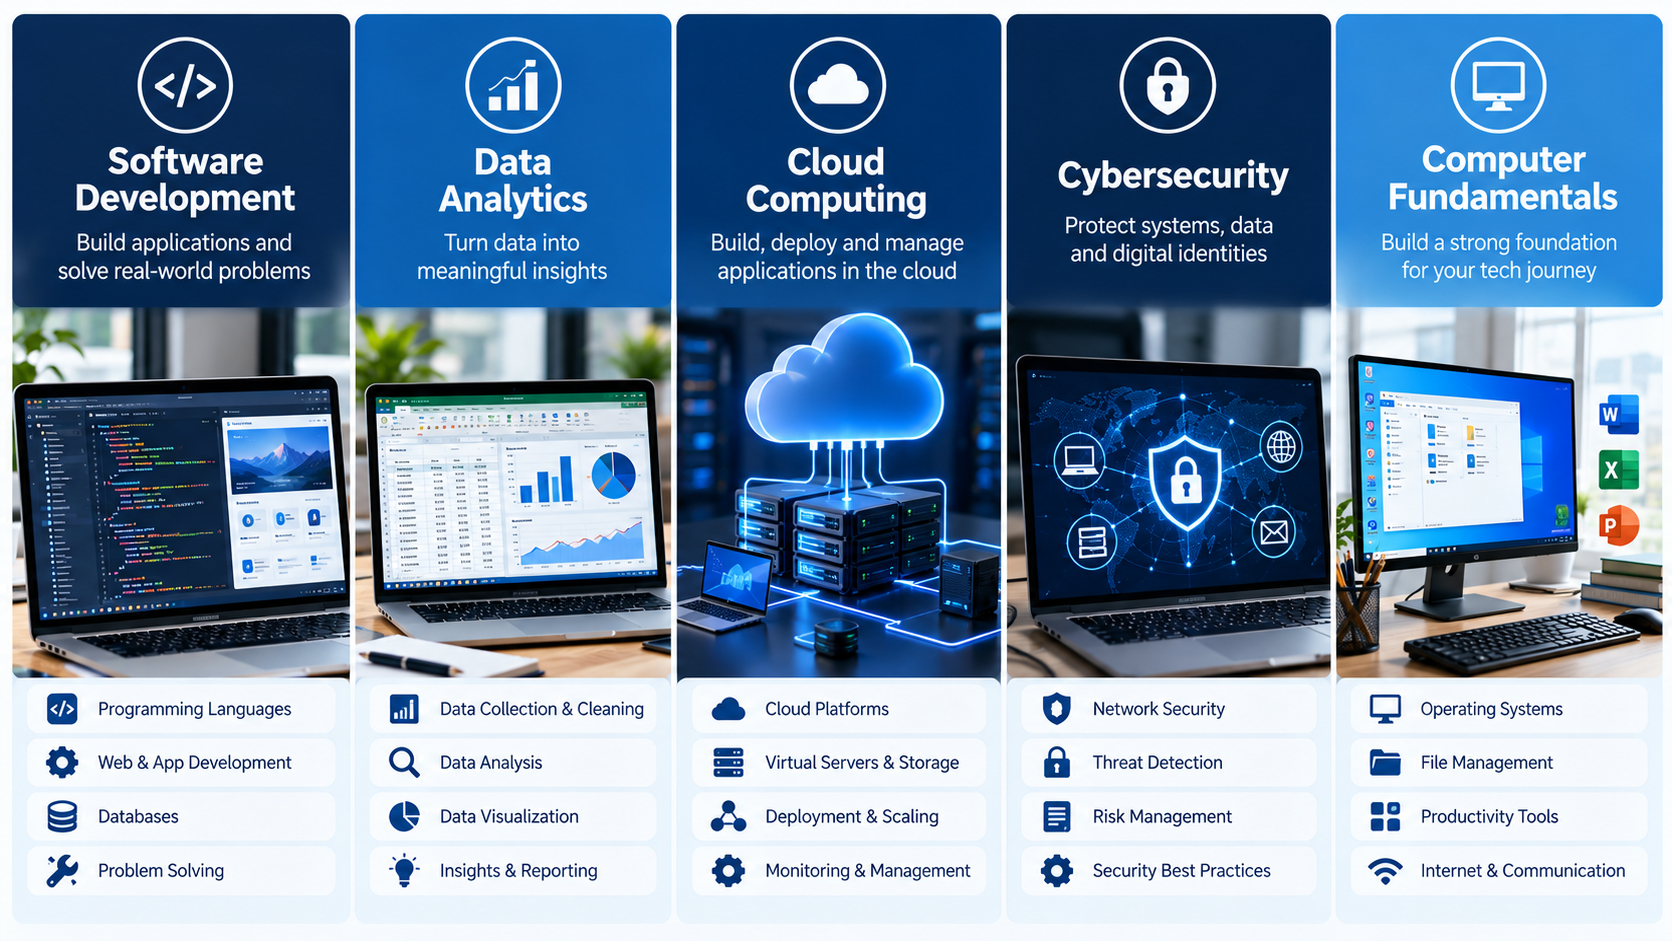 Software
Development
Build applications and
solve real-world problems
Programming Languages
Web & App Development
Databases
Problem Solving
Data
Analytics
Turn data into
meaningful insights
Data Collection & Cleaning
Data Analysis
Data Visualization
Insights & Reporting
Cloud
Computing
Build, deploy and manage
applications in the cloud
Cloud Platforms
Virtual Servers & Storage
Deployment & Scaling
Monitoring & Management
Cybersecurity
Protect systems, data
and digital identities
Network Security
Threat Detection
Risk Management
Security Best Practices
Computer
Fundamentals
Build a strong foundation
for your tech journey
W
X
P
Operating Systems
File Management
Productivity Tools
Internet & Communication